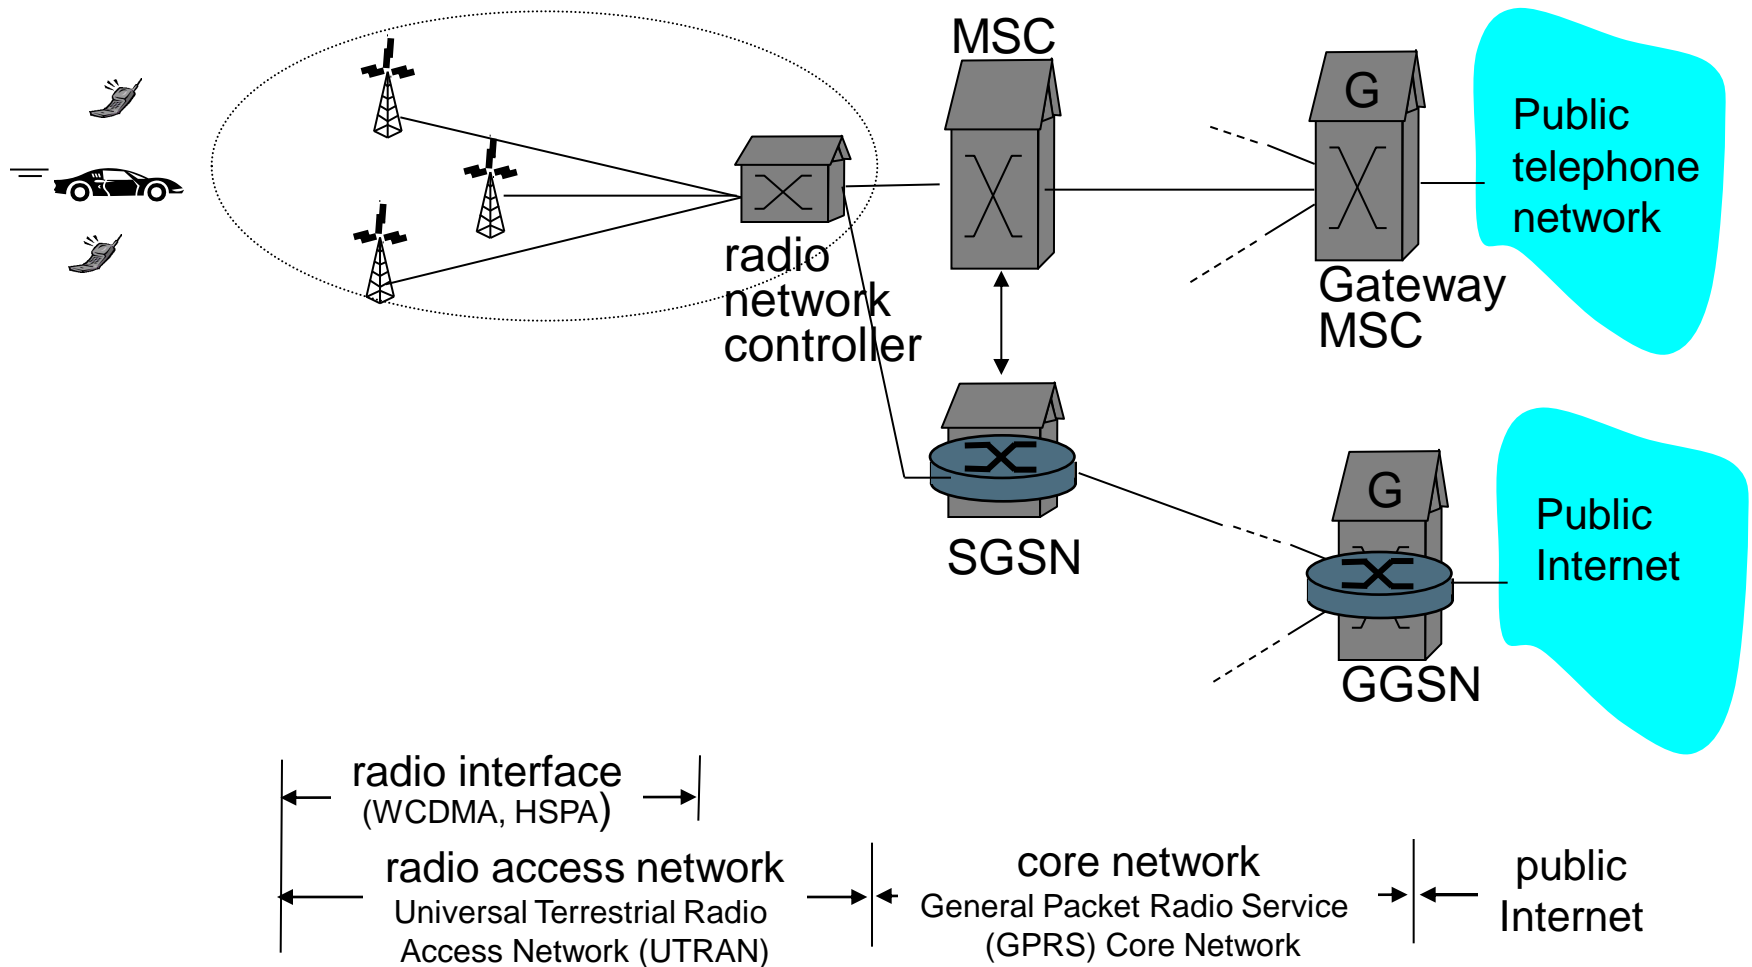 MSC
G
Public
telephone
network
radio
network
controller
Gateway
MSC
G
Public
Internet
SGSN
GGSN
radio interface
(WCDMA, HSPA)
radio access network
Universal Terrestrial Radio
Access Network (UTRAN)
core network
General Packet Radio Service
(GPRS) Core Network
public
Internet